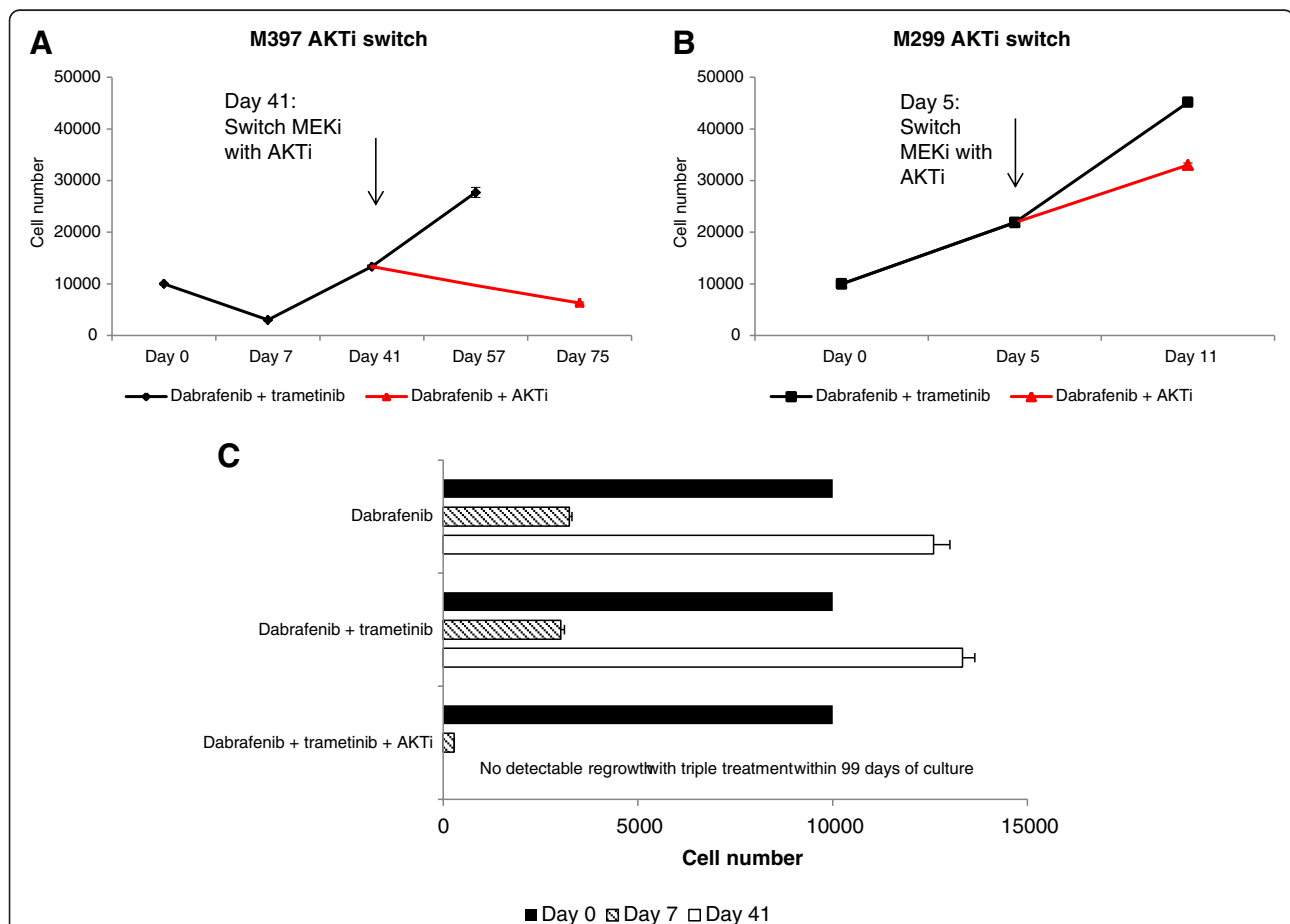 A
M397 AKTi switch
Cell number
50000
40000
30000
20000
10000
0
Day 41:
Switch MEKi
with AKTi
Day 0
Day 7
Day 41
Day 57
Day 75
Dabrafenib + trametinib
Dabrafenib + AKTi
B
M299 AKTi switch
Cell number
50000
40000
30000
20000
10000
0
Day 5:
Switch
MEKi with
AKTi
Day 0
Day 5
Day 11
Dabrafenib + trametinib
Dabrafenib + AKTi
C
Dabrafenib
Dabrafenib + trametinib
Dabrafenib + trametinib + AKTi
No detectable regrowth with triple treatment within 99 days of culture
0
5000
10000
15000
Cell number
Day 0
Day 7
Day 41